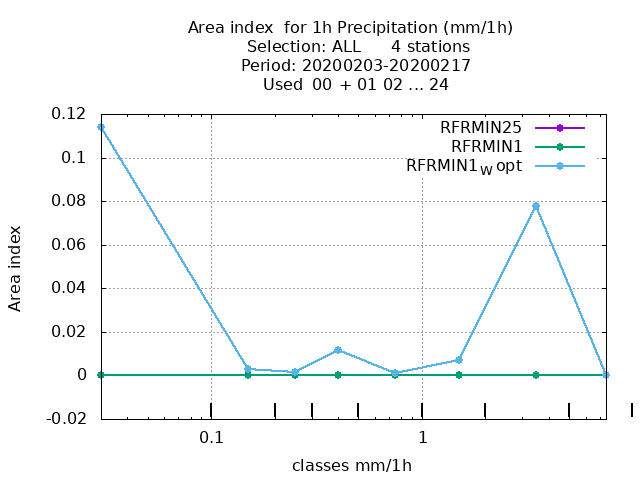 Area index  for 1h Precipitation (mm/1h)
Selection: ALL      4 stations
Period: 20200203-20200217
Used  00 + 01 02 ... 24
RFRMIN25
RFRMIN1
RFRMIN1W opt
0.12
0.1
0.08
0.06
0.04
0.02
0
-0.02
Area index
0.1
1
classes mm/1h